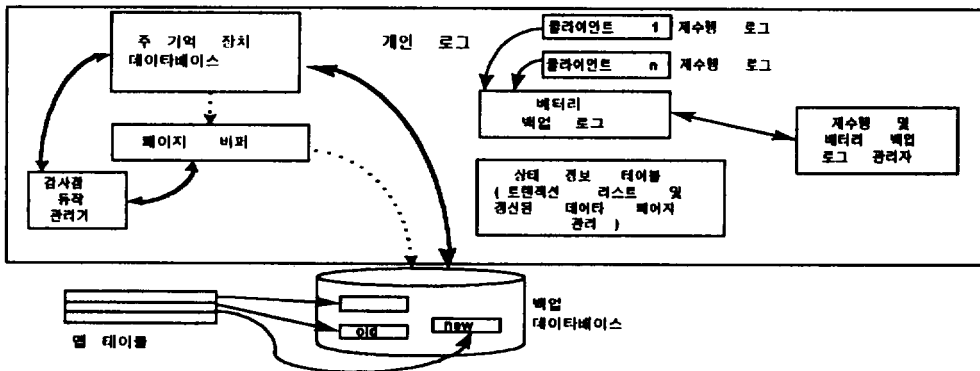 주 기억 장치
데이타베이스
개인 로그
클라이언트 1 재수행 로그
클라이언트 n 재수행 로그
배터리
백업 로그
재수행 및
배터리 백업
로그 관리자
페이지 버퍼
검사점
동작
관리기
상태 정보 테이블
( 트랜잭션 리스트 및
갱신된 데이타 페이지
관리 )
백업
데이타베이스
old
new
맵 테이블